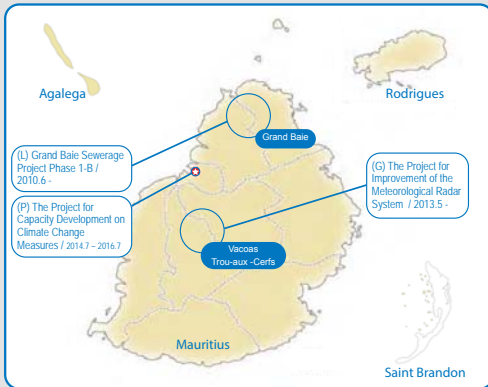 Agalega
Rodrigues
Grand Baie
(L) Grand Baie Sewerage
Project Phase 1-B /
2010.6 -
(G) The Project for
Improvement of the
Meteorological Radar
System / 2013.5 -
(P) The Project for
Capacity Development on
Climate Change
Measures / 2014.7 – 2016.7
Vacoas
Trou-aux -Cerfs
Mauritius
Saint Brandon